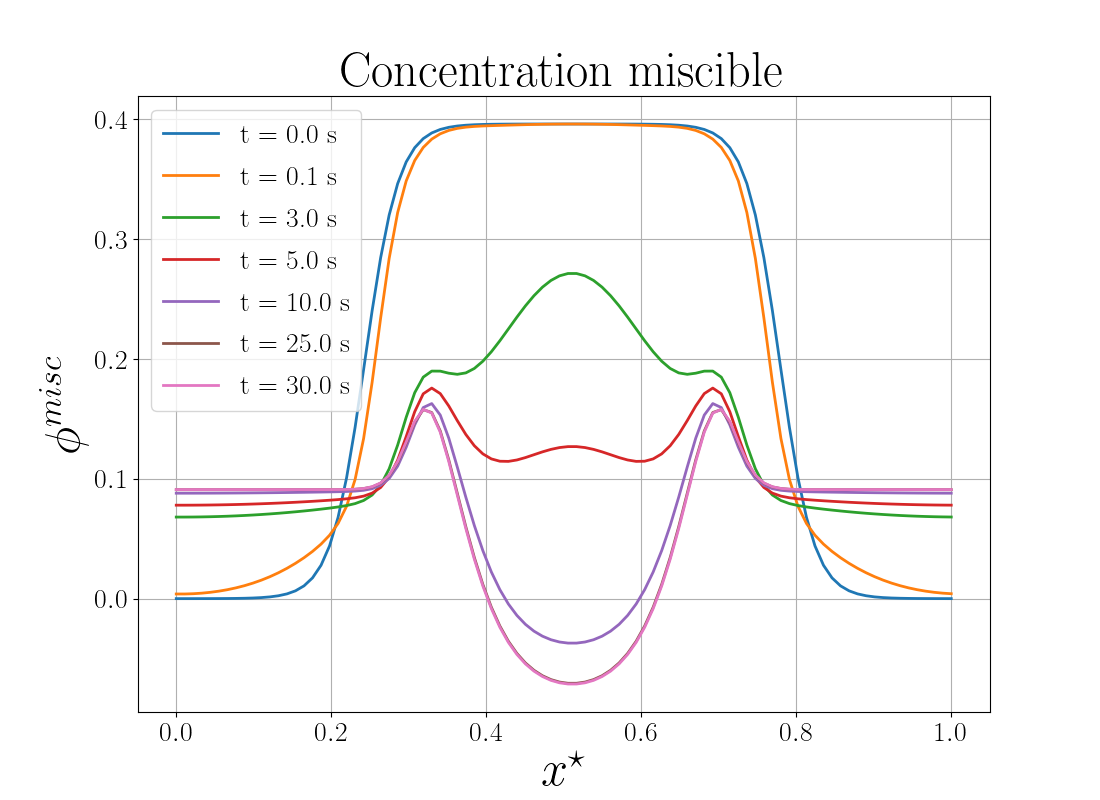 Concentration miscible
t = 0.0 s
t = 0.1 s
t = 3.0 s
t = 5.0 s
t = 10.0 s
t = 25.0 s
t = 30.0 s
0.4
0.3
0.2
0.1
0.0
ϕ^{misc}
0.0 0.2 0.4 0.6 0.8 1.0
x^⋆